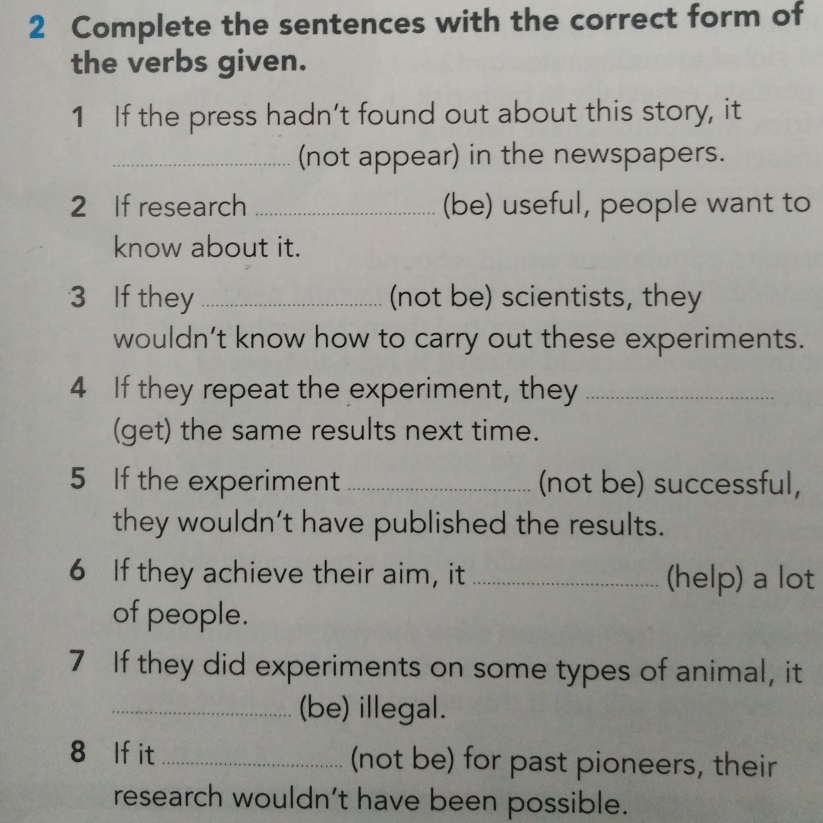 2 Complete the sentences with the correct form of
the verbs given.
1 If the press hadn't found out about this story, it
.................... (not appear) in the newspapers.
2 If research .................... (be) useful, people want to
know about it.
3 If they .................... (not be) scientists, they
wouldn't know how to carry out these experiments.
4 If they repeat the experiment, they ....................
(get) the same results next time.
5 If the experiment .................... (not be) successful,
they wouldn't have published the results.
6 If they achieve their aim, it .................... (help) a lot
of people.
7 If they did experiments on some types of animal, it
.................... (be) illegal.
8 If it .................... (not be) for past pioneers, their
research wouldn't have been possible.